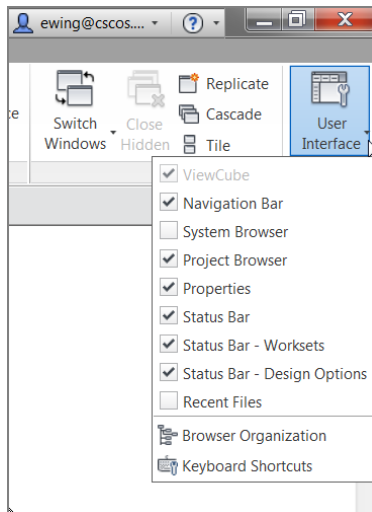 ewing@cscos....
?
X
Replicate
Cascade
Tile
Switch
Windows
Close
Hidden
User
Interface
ViewCube
Navigation Bar
System Browser
Project Browser
Properties
Status Bar
Status Bar - Worksets
Status Bar - Design Options
Recent Files
Browser Organization
Keyboard Shortcuts